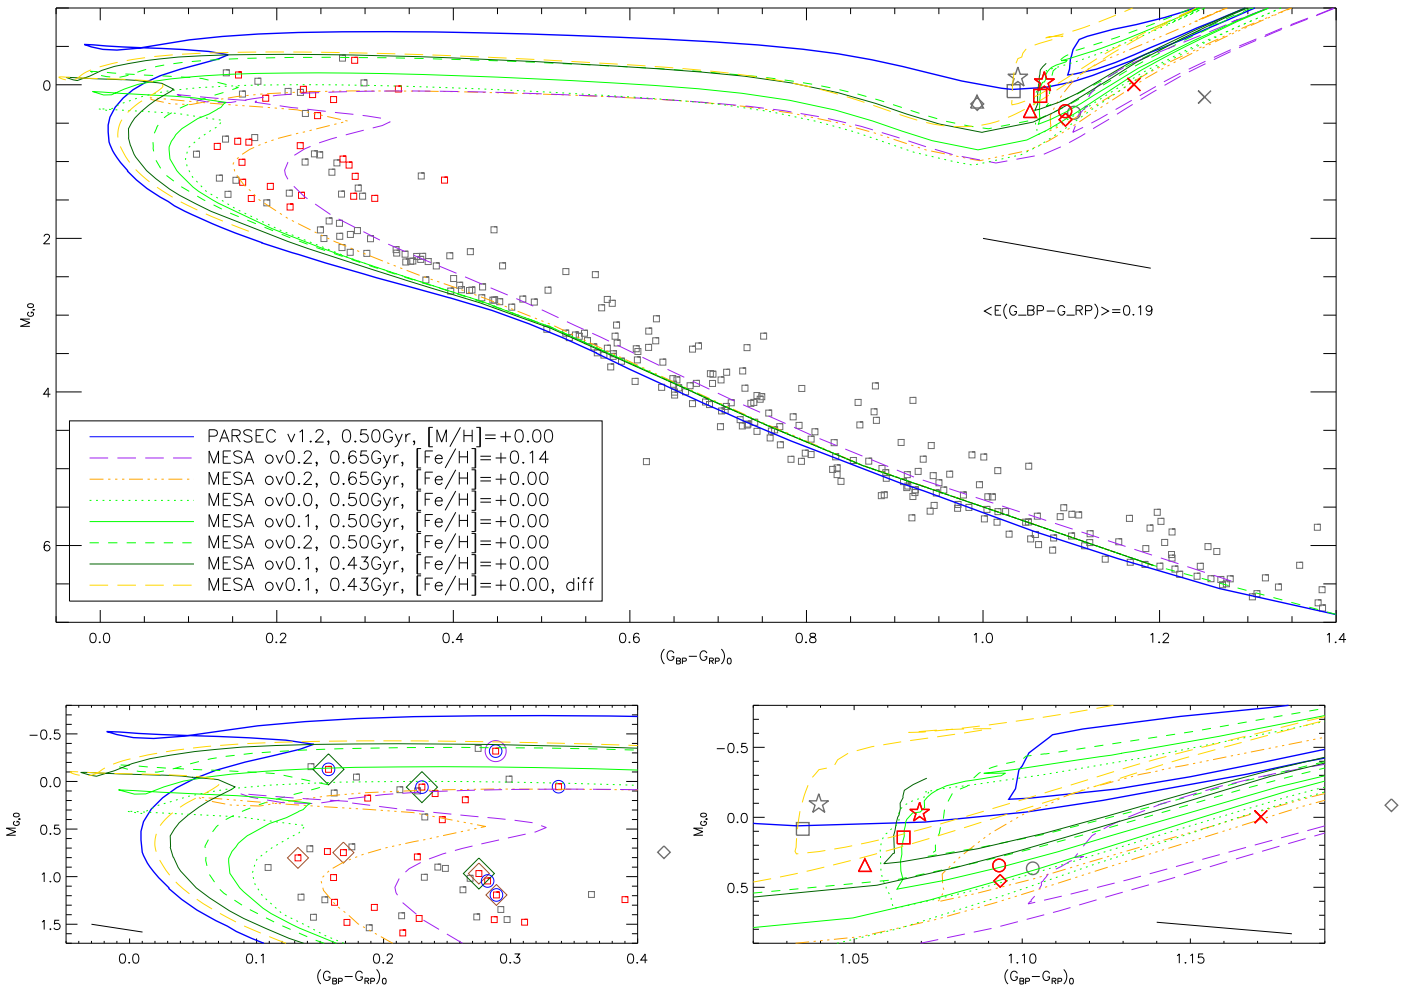 0
2
4
6
M_G,0
0.0
0.2
0.4
0.6
0.8
1.0
1.2
1.4
(G_BP−G_RP)_0
<E(G_BP−G_RP)>=0.19
PARSEC v1.2, 0.50Gyr, [M/H]=+0.00
MESA ov0.2, 0.65Gyr, [Fe/H]=+0.14
MESA ov0.2, 0.65Gyr, [Fe/H]=+0.00
MESA ov0.0, 0.50Gyr, [Fe/H]=+0.00
MESA ov0.1, 0.50Gyr, [Fe/H]=+0.00
MESA ov0.2, 0.50Gyr, [Fe/H]=+0.00
MESA ov0.1, 0.43Gyr, [Fe/H]=+0.00
MESA ov0.1, 0.43Gyr, [Fe/H]=+0.00, diff
−0.5
0.0
0.5
1.0
1.5
M_G,0
0.0
0.1
0.2
0.3
0.4
(G_BP−G_RP)_0
−0.5
0.0
0.5
M_G,0
1.05
1.10
1.15
(G_BP−G_RP)_0